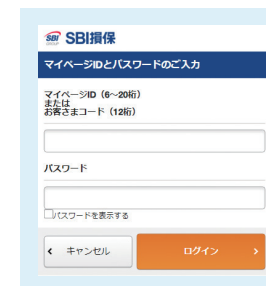 SBI SBI損保
マイページIDとパスワードのご入力
マイページID（6〜20桁）
または
お客さまコード（12桁）
パスワード
パスワードを表示する
キャンセル
ログイン